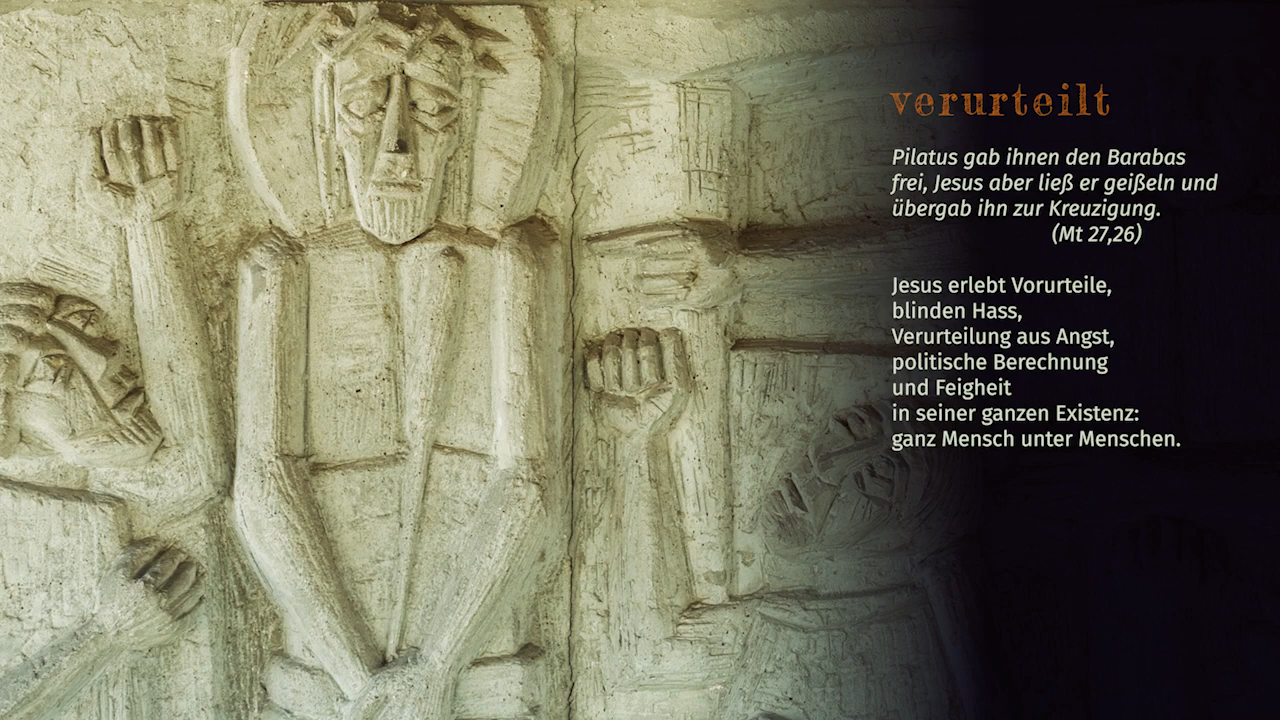 verurteilt
Pilatus gab ihnen den Barabas
frei, Jesus aber ließ er geißeln und
übergab ihn zur Kreuzigung.
(Mt 27,26)
Jesus erlebt Vorurteile,
blinden Hass,
Verurteilung aus Angst,
politische Berechnung
und Feigheit
in seiner ganzen Existenz:
ganz Mensch unter Menschen.